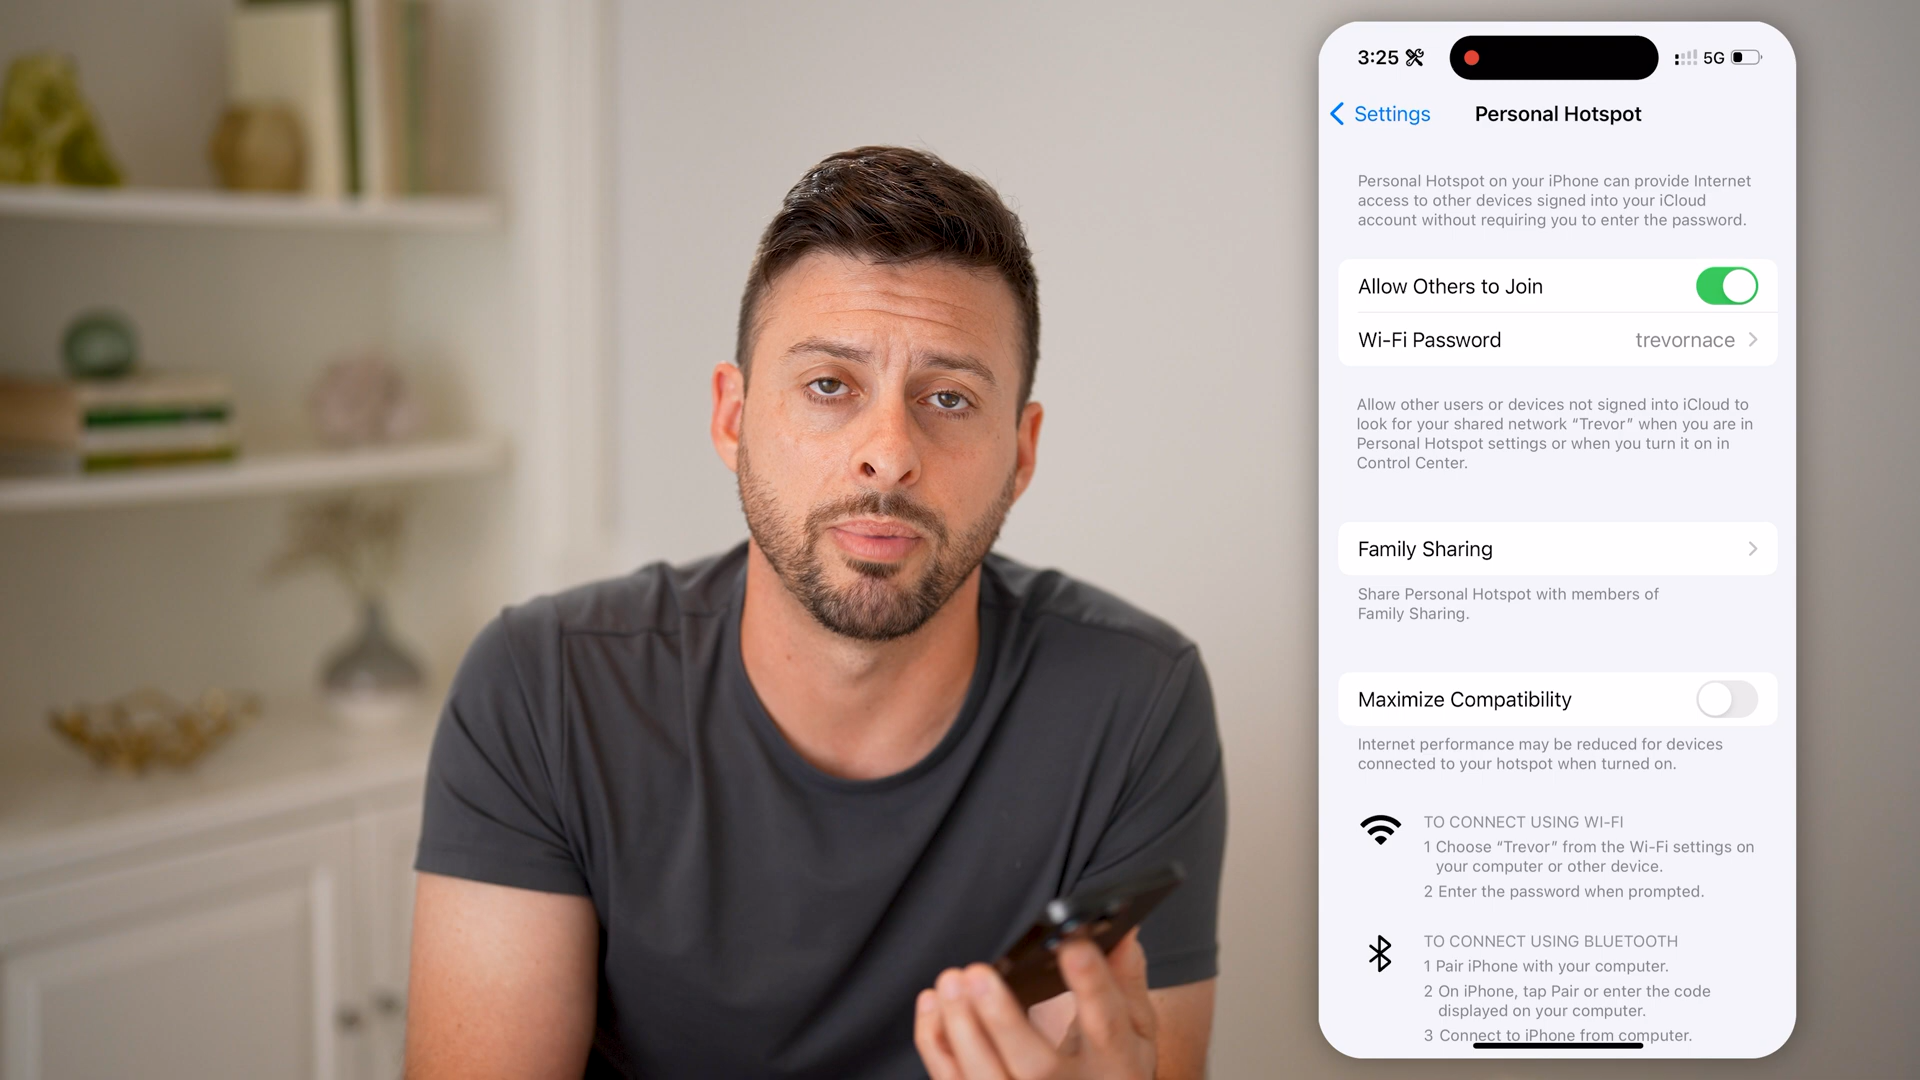 3:25
5G
Settings
Personal Hotspot
Personal Hotspot on your iPhone can provide Internet
access to other devices signed into your iCloud
account without requiring you to enter the password.
Allow Others to Join
Wi-Fi Password trevornace
Allow other users or devices not signed into iCloud to
look for your shared network “Trevor” when you are in
Personal Hotspot settings or when you turn it on in
Control Center.
Family Sharing
Share Personal Hotspot with members of
Family Sharing.
Maximize Compatibility
Internet performance may be reduced for devices
connected to your hotspot when turned on.
TO CONNECT USING WI-FI
1 Choose “Trevor” from the Wi-Fi settings on
your computer or other device.
2 Enter the password when prompted.
TO CONNECT USING BLUETOOTH
1 Pair iPhone with your computer.
2 On iPhone, tap Pair or enter the code
displayed on your computer.
3 Connect to iPhone from computer.